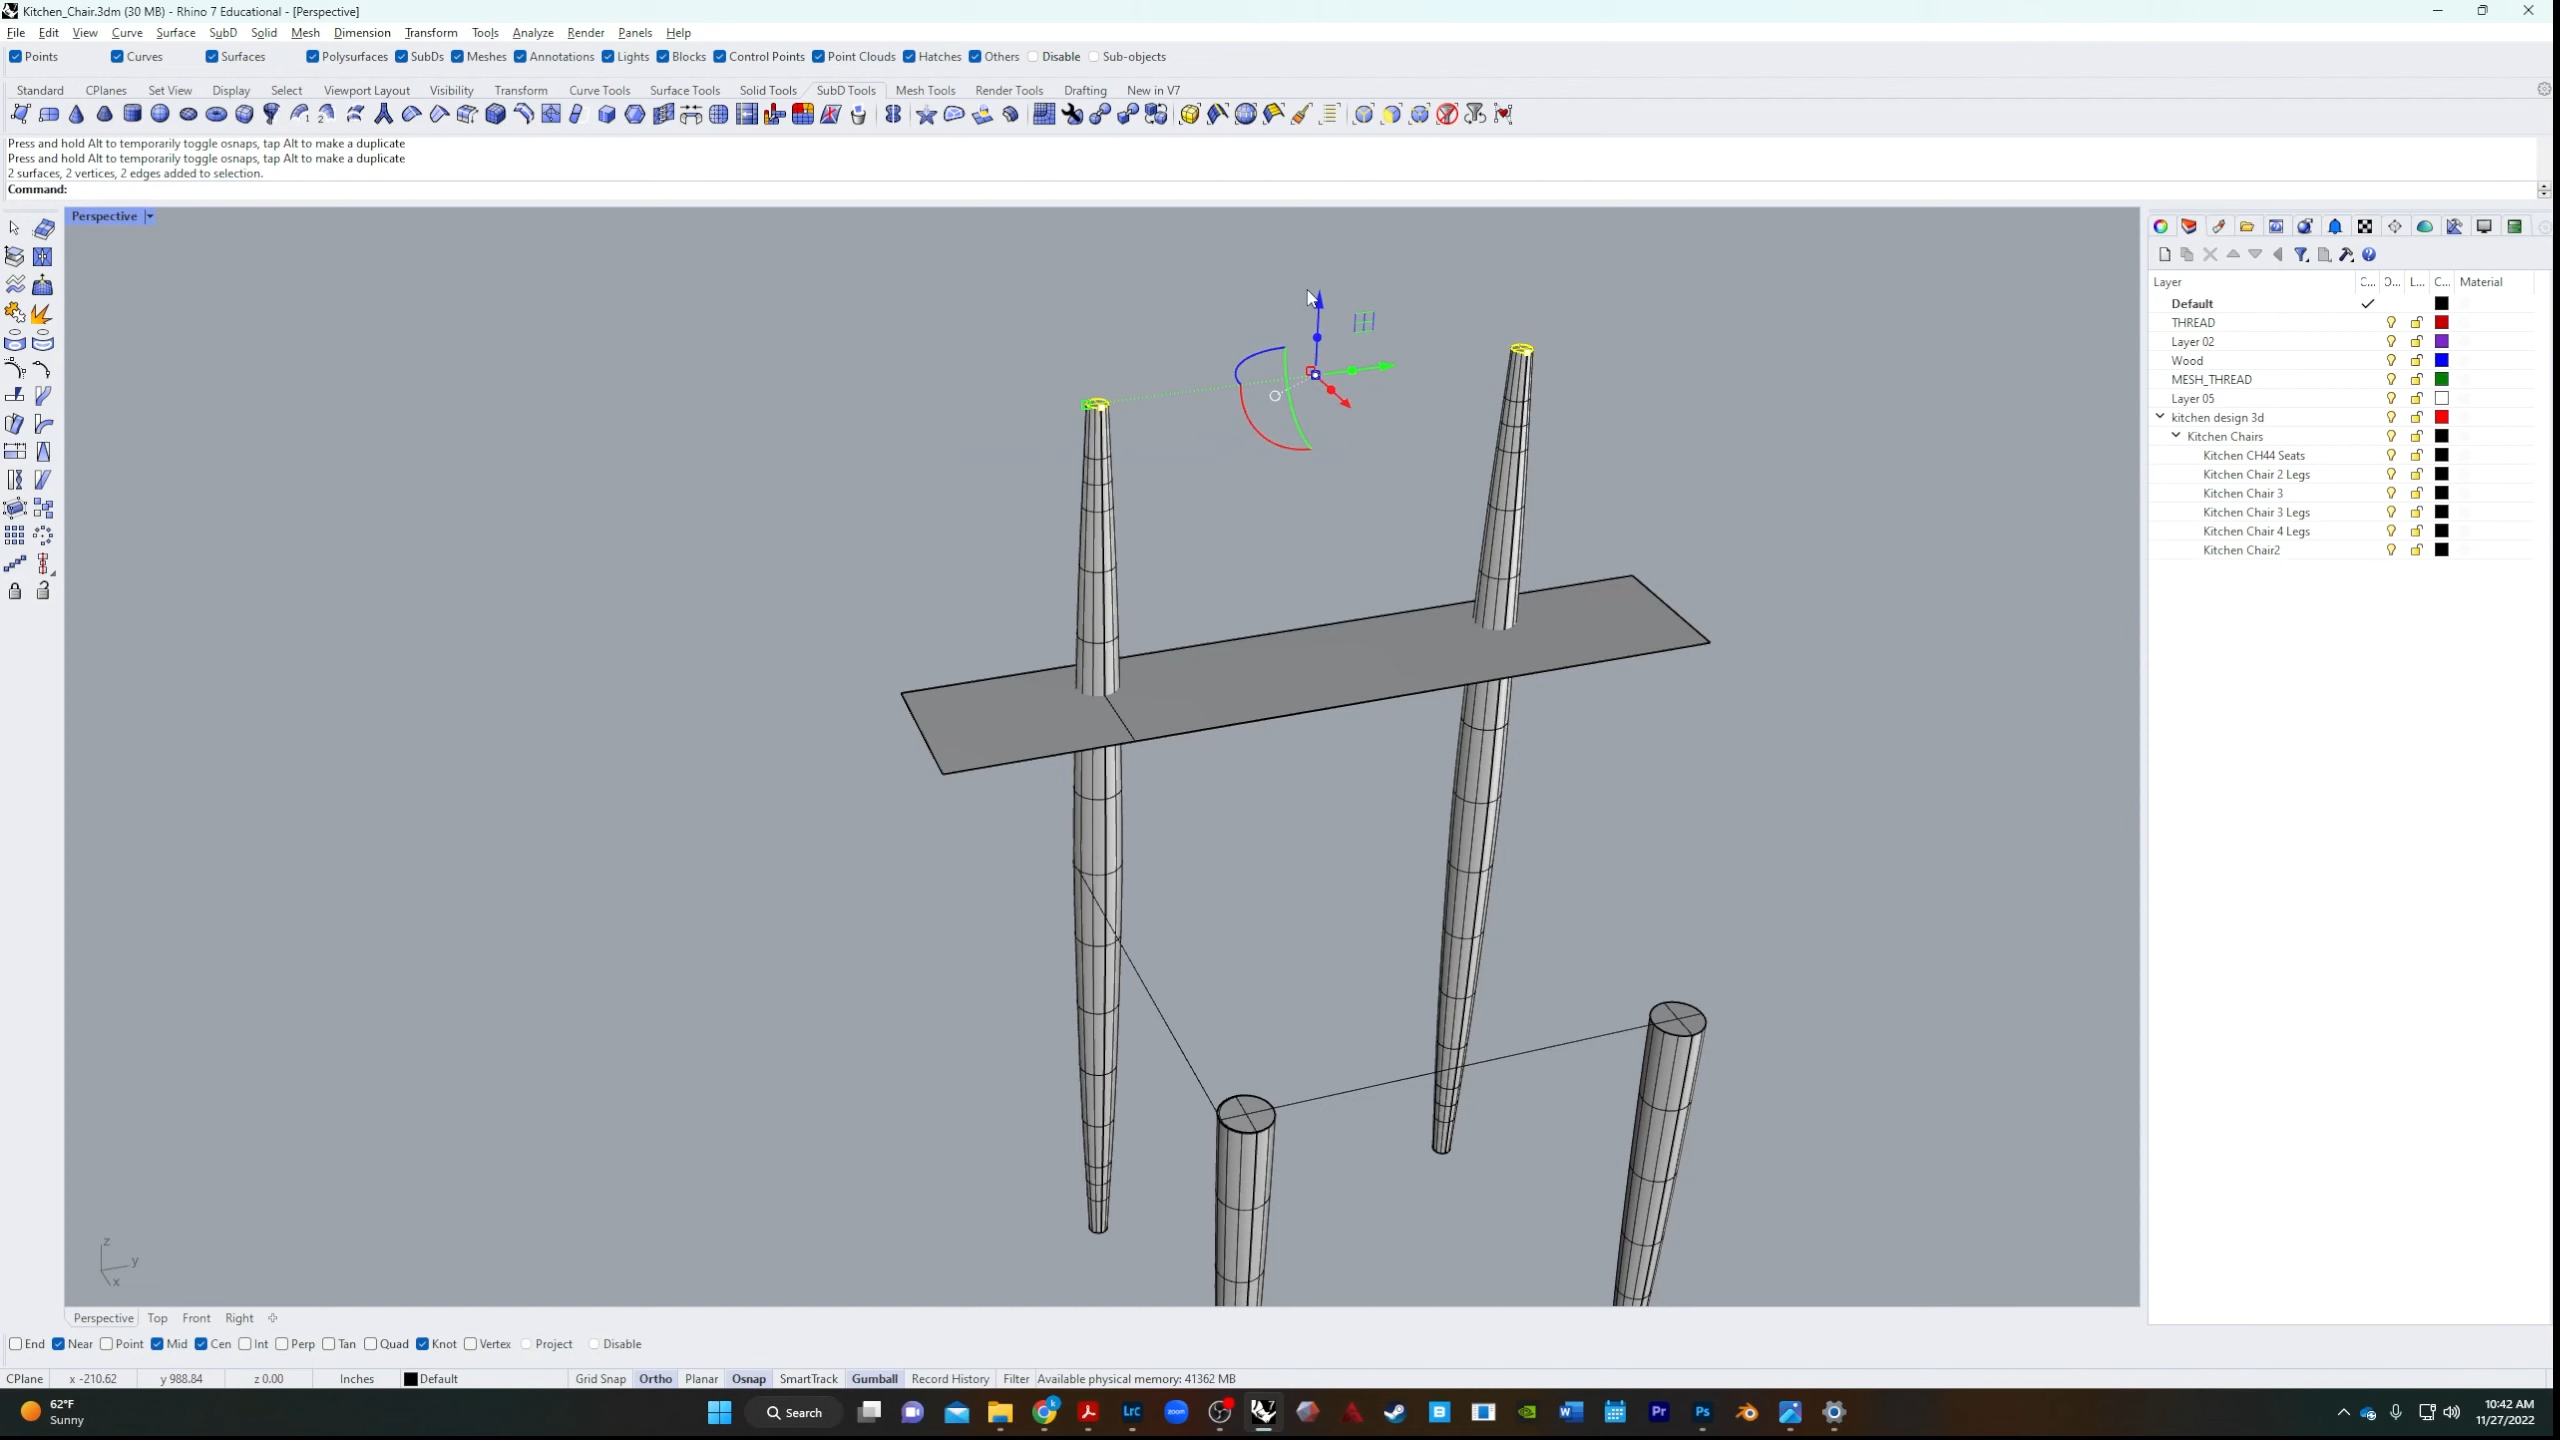 Kitchen_Chair.3dm (30 MB) - Rhino 7 Educational - [Perspective]
File Edit View Curve Surface SubD Solid Mesh Dimension Transform Tools Analyze Render Panels Help
Points Curves Surfaces Polysurfaces SubDs Meshes Annotations Lights Blocks Control Points Point Clouds Hatches Others Disable Sub-objects
Standard CPlanes Set View Display Select Viewport Layout Visibility Transform Curve Tools Surface Tools Solid Tools SubD Tools Mesh Tools Render Tools Drafting New in V7
Press and hold Alt to temporarily toggle osnaps, tap Alt to make a duplicate
Press and hold Alt to temporarily toggle osnaps, tap Alt to make a duplicate
2 surfaces, 2 vertices, 2 edges added to selection.
Command:
Perspective
Layer C... O... L... C... Material
Default
THREAD
Layer 02
Wood
MESH_THREAD
Layer 05
kitchen design 3d
Kitchen Chairs
Kitchen CH44 Seats
Kitchen Chair 2 Legs
Kitchen Chair 3
Kitchen Chair 3 Legs
Kitchen Chair 4 Legs
Kitchen Chair2
z
y
x
Perspective Top Front Right
End Near Point Mid Cen Int Perp Tan Quad Knot Vertex Project Disable
CPlane x -210.62 y 988.84 z 0.00 Inches Default Grid Snap Ortho Planar Osnap SmartTrack Gumball Record History Filter Available physical memory: 41362 MB
62°F
Sunny
Search
zoom
LrC
7
W
Pr
Ps
10:42 AM
11/27/2022